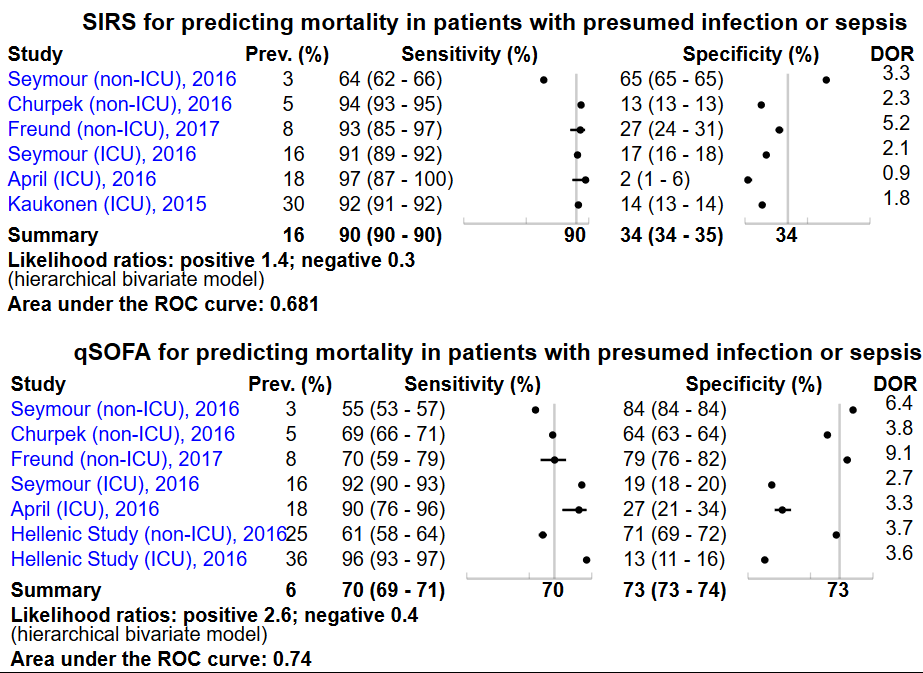 SIRS for predicting mortality in patients with presumed infection or sepsis
Study Prev. (%) Sensitivity (%) Specificity (%) DOR
Seymour (non-ICU), 2016 3 64 (62 - 66) 65 (65 - 65) 3.3
Churpek (non-ICU), 2016 5 94 (93 - 95) 13 (13 - 13) 2.3
Freund (non-ICU), 2017 8 93 (85 - 97) 27 (24 - 31) 5.2
Seymour (ICU), 2016 16 91 (89 - 92) 17 (16 - 18) 2.1
April (ICU), 2016 18 97 (87 - 100) 2 (1 - 6) 0.9
Kaukonen (ICU), 2015 30 92 (91 - 92) 14 (13 - 14) 1.8
Summary 16 90 (90 - 90) 90 34 (34 - 35) 34
Likelihood ratios: positive 1.4; negative 0.3
(hierarchical bivariate model)
Area under the ROC curve: 0.681
qSOFA for predicting mortality in patients with presumed infection or sepsis
Study Prev. (%) Sensitivity (%) Specificity (%) DOR
Seymour (non-ICU), 2016 3 55 (53 - 57) 84 (84 - 84) 6.4
Churpek (non-ICU), 2016 5 69 (66 - 71) 64 (63 - 64) 3.8
Freund (non-ICU), 2017 8 70 (59 - 79) 79 (76 - 82) 9.1
Seymour (ICU), 2016 16 92 (90 - 93) 19 (18 - 20) 2.7
April (ICU), 2016 18 90 (76 - 96) 27 (21 - 34) 3.3
Hellenic Study (non-ICU), 2016 25 61 (58 - 64) 71 (69 - 72) 3.7
Hellenic Study (ICU), 2016 36 96 (93 - 97) 13 (11 - 16) 3.6
Summary 6 70 (69 - 71) 70 73 (73 - 74) 73
Likelihood ratios: positive 2.6; negative 0.4
(hierarchical bivariate model)
Area under the ROC curve: 0.74